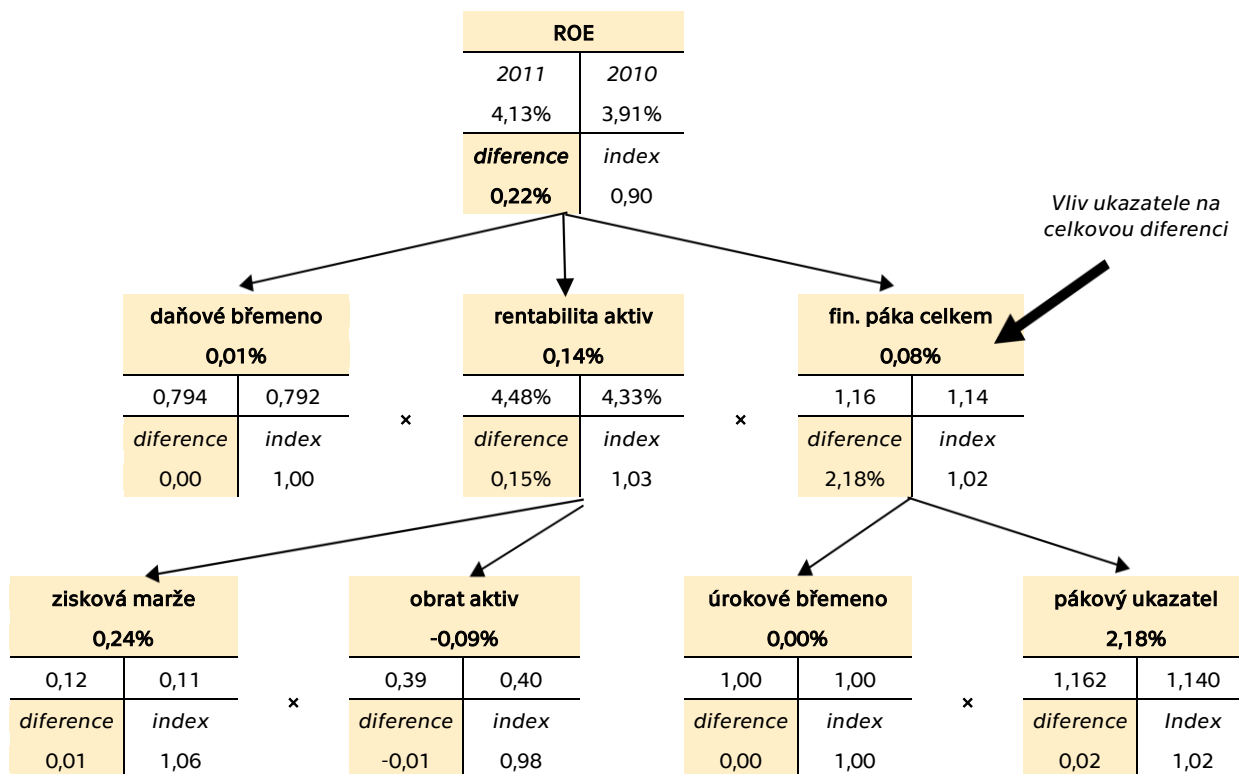 ROE
2011 2010
4,13% 3,91%
diference index
0,22% 0,90
Vliv ukazatele na
celkovou diferenci
daňové břemeno
0,01%
0,794 0,792
diference index
0,00 1,00
×
rentabilita aktiv
0,14%
4,48% 4,33%
diference index
0,15% 1,03
×
fin. páka celkem
0,08%
1,16 1,14
diference index
2,18% 1,02
zisková marže
0,24%
0,12 0,11
diference index
0,01 1,06
×
obrat aktiv
-0,09%
0,39 0,40
diference index
-0,01 0,98
úrokové břemeno
0,00%
1,00 1,00
diference index
0,00 1,00
×
pákový ukazatel
2,18%
1,162 1,140
diference Index
0,02 1,02